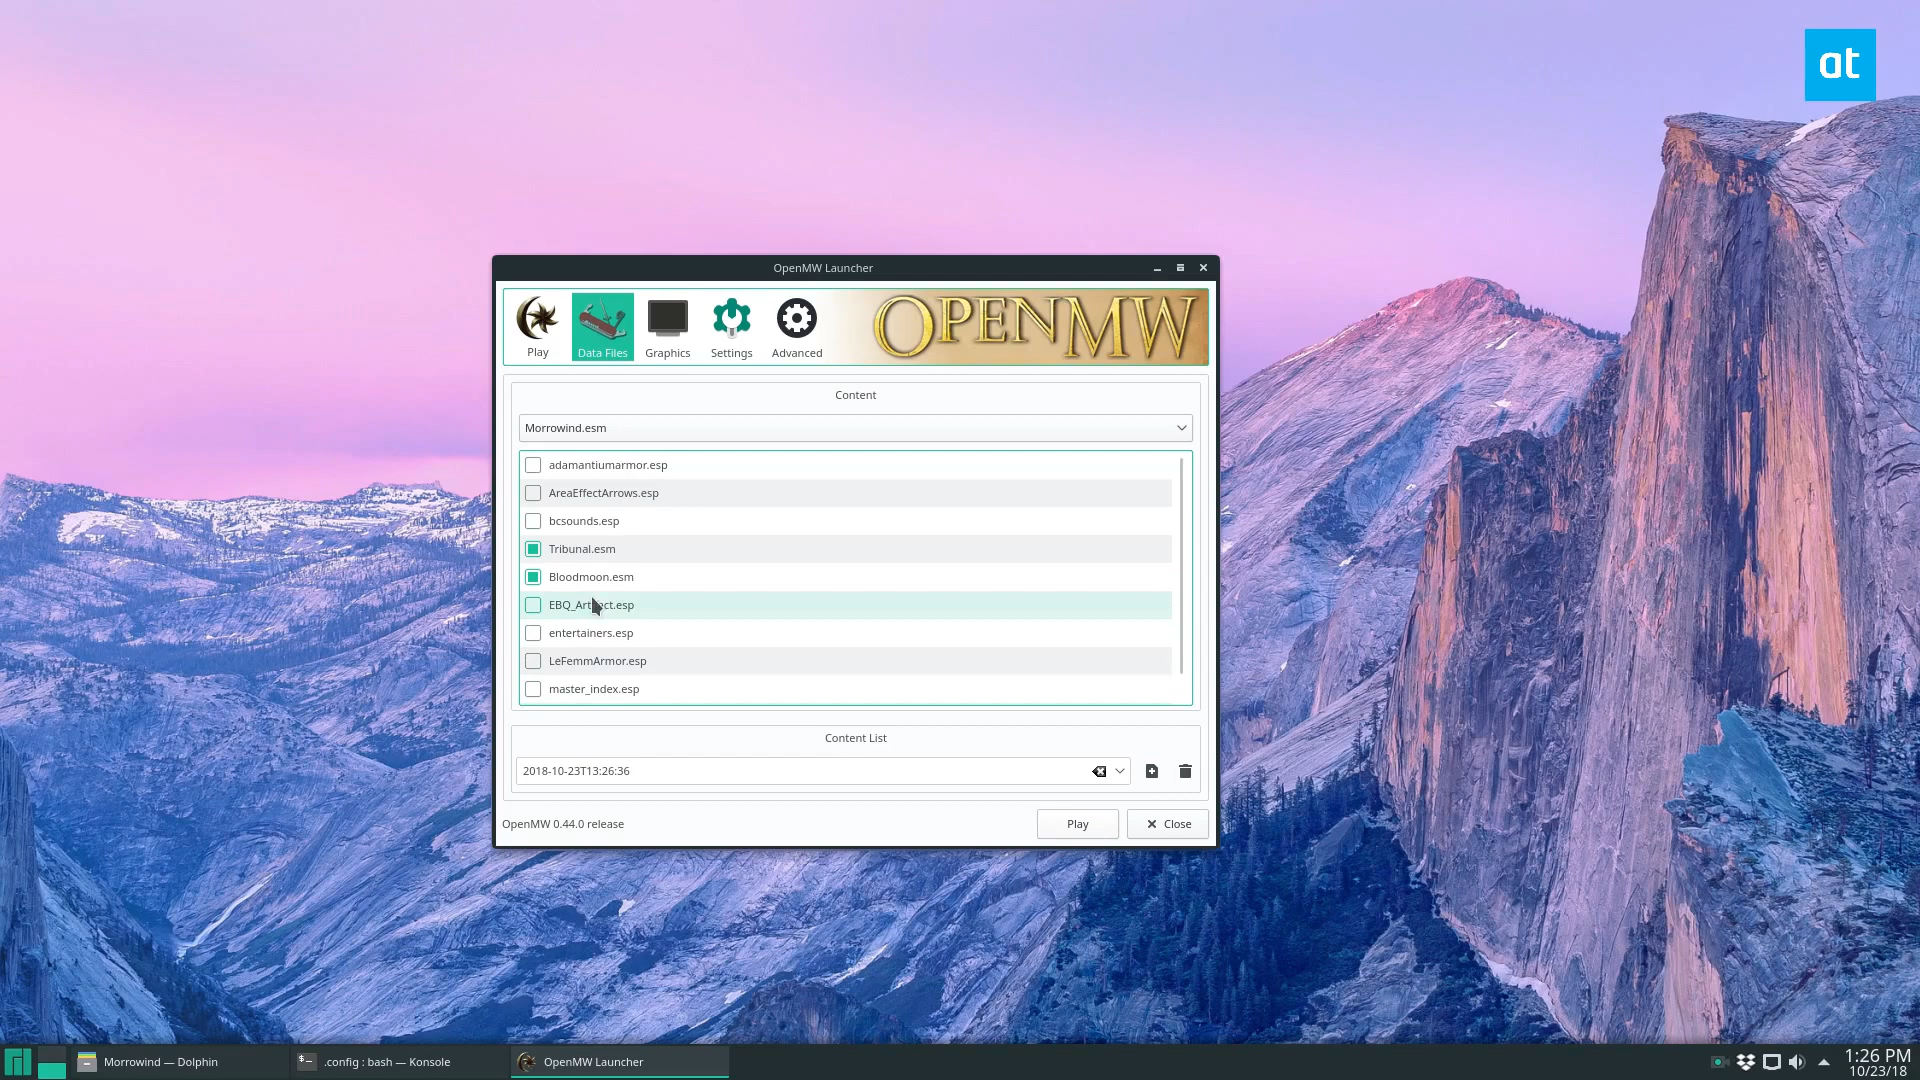 at
OpenMW Launcher
Play
Data Files
Graphics
Settings
Advanced
OPENMW
Content
Morrowind.esm
adamantiumarmor.esp
AreaEffectArrows.esp
bcsounds.esp
Tribunal.esm
Bloodmoon.esm
EBQ_Artifact.esp
entertainers.esp
LeFemmArmor.esp
master_index.esp
Content List
2018-10-23T13:26:36
OpenMW 0.44.0 release
Play
Close
Morrowind — Dolphin
.config : bash — Konsole
OpenMW Launcher
1:26 PM
10/23/18